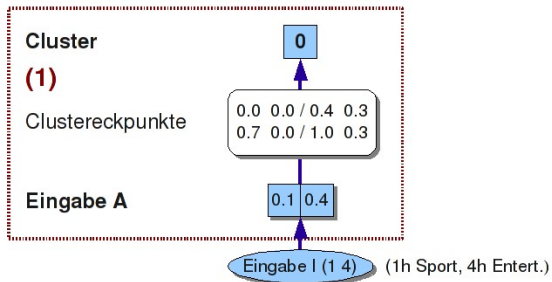 Cluster
0
(1)
Clustereckpunkte
0.0 0.0 / 0.4 0.3
0.7 0.0 / 1.0 0.3
Eingabe A
0.1 0.4
Eingabe I (1 4) (1h Sport, 4h Entert.)